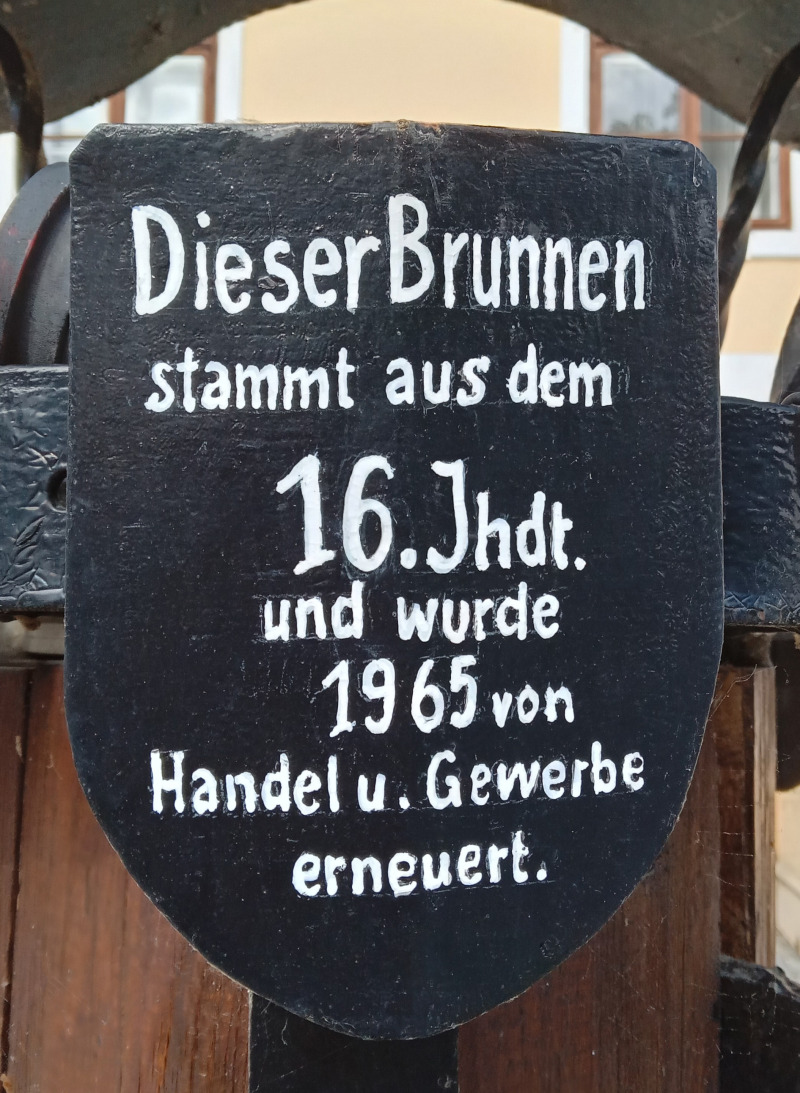 Dieser Brunnen
stammt aus dem
16. Jhdt.
und wurde
1965 von
Handel u. Gewerbe
erneuert.